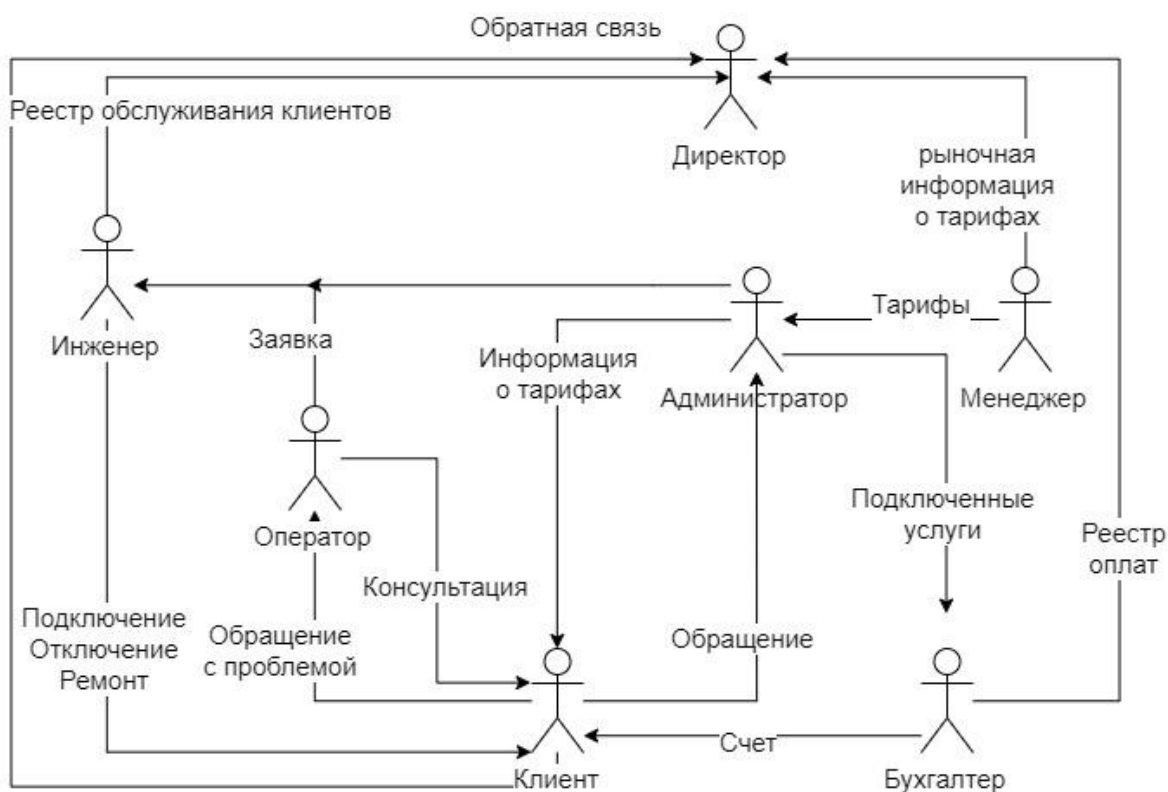 Обратная связь
Реестр обслуживания клиентов
Директор
рыночная
информация
о тарифах
Инженер
Заявка
Информация
о тарифах
Администратор
Тарифы
Менеджер
Оператор
Консультация
Подключенные
услуги
Реестр
оплат
Подключение
Отключение
Ремонт
Обращение
с проблемой
Обращение
Клиент
Счет
Бухгалтер